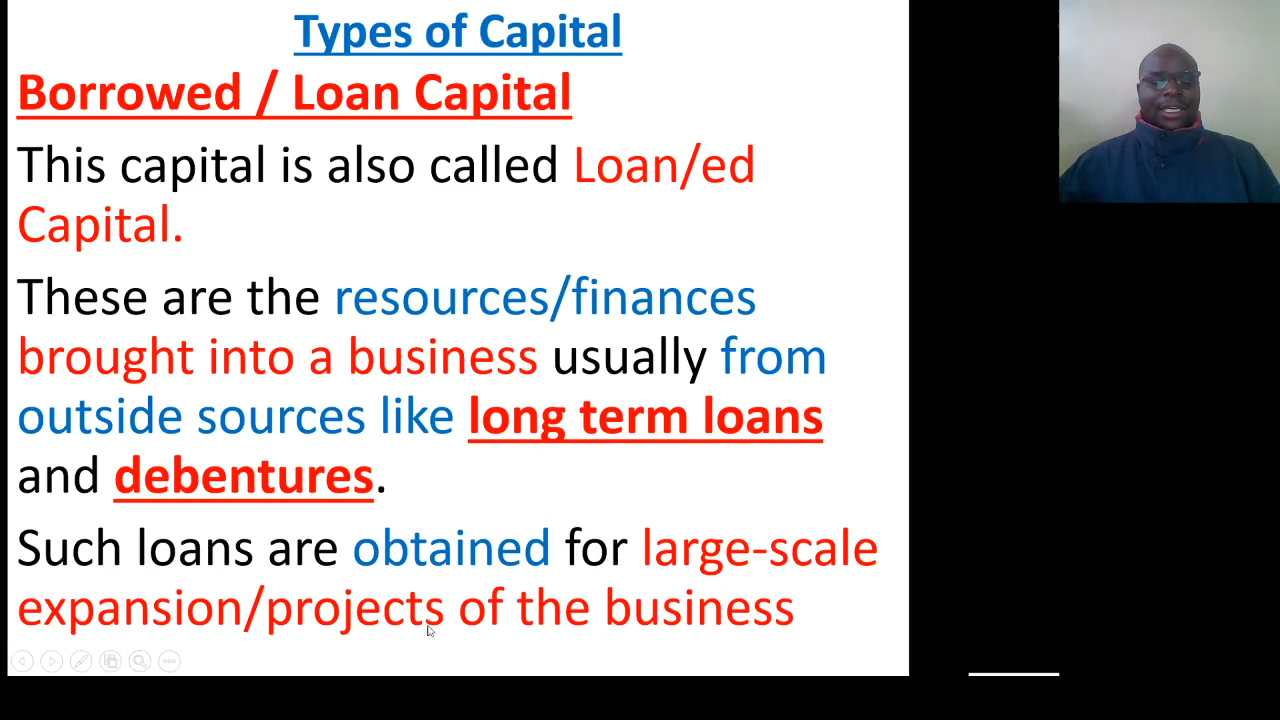 Types of Capital
Borrowed / Loan Capital
This capital is also called Loan/ed
Capital.
These are the resources/finances
brought into a business usually from
outside sources like long term loans
and debentures.
Such loans are obtained for large-scale
expansion/projects of the business